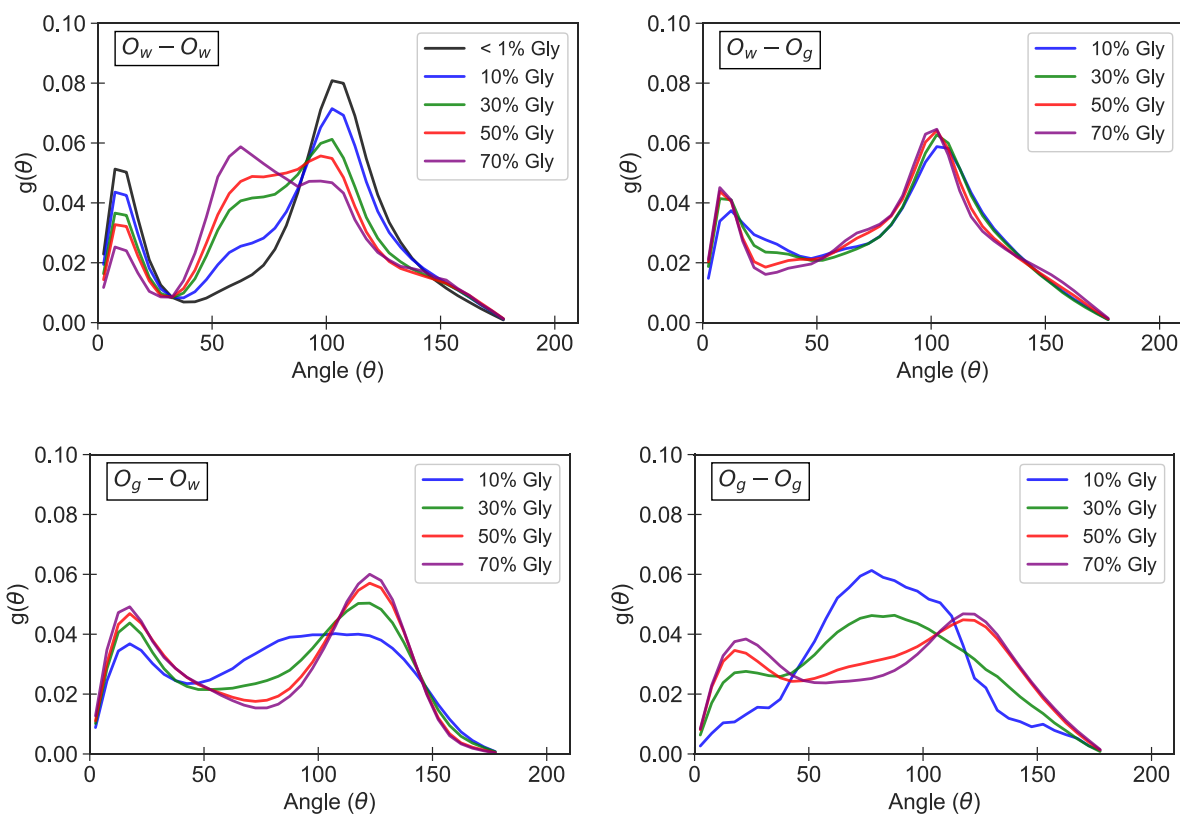 O_w − O_w
< 1% Gly
10% Gly
30% Gly
50% Gly
70% Gly
0.10
0.08
0.06
0.04
0.02
0.00
g(θ)
0
50
100
150
200
Angle (θ)
O_w − O_g
10% Gly
30% Gly
50% Gly
70% Gly
0.10
0.08
0.06
0.04
0.02
0.00
g(θ)
0
50
100
150
200
Angle (θ)
O_g − O_w
10% Gly
30% Gly
50% Gly
70% Gly
0.10
0.08
0.06
0.04
0.02
0.00
g(θ)
0
50
100
150
200
Angle (θ)
O_g − O_g
10% Gly
30% Gly
50% Gly
70% Gly
0.10
0.08
0.06
0.04
0.02
0.00
g(θ)
0
50
100
150
200
Angle (θ)